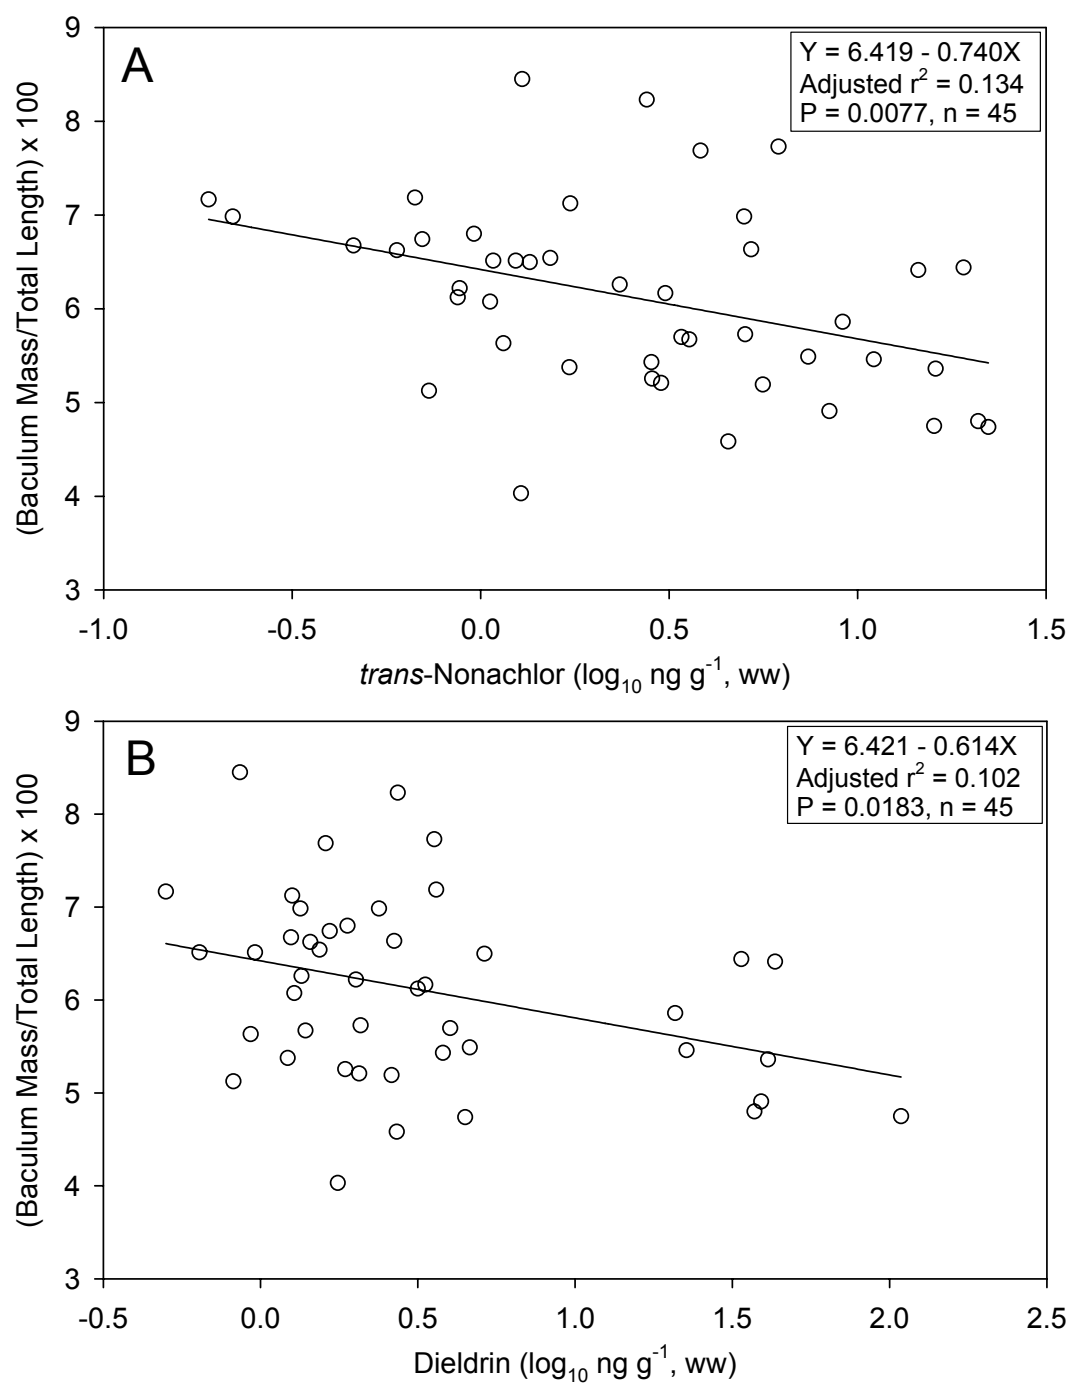 A
Y = 6.419 - 0.740X
Adjusted r² = 0.134
P = 0.0077, n = 45
(Baculum Mass/Total Length) x 100
9
8
7
6
5
4
3
-1.0 -0.5 0.0 0.5 1.0 1.5
trans-Nonachlor (log₁₀ ng g⁻¹, ww)
B
Y = 6.421 - 0.614X
Adjusted r² = 0.102
P = 0.0183, n = 45
(Baculum Mass/Total Length) x 100
9
8
7
6
5
4
3
-0.5 0.0 0.5 1.0 1.5 2.0 2.5
Dieldrin (log₁₀ ng g⁻¹, ww)